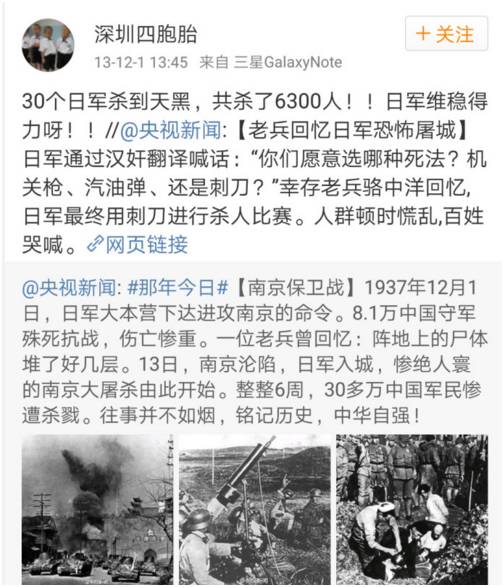 深圳四胞胎
+关注
13-12-1 13:45 来自 三星GalaxyNote
30个日军杀到天黑，共杀了6300人！！日军维稳得
力呀！！//@央视新闻:【老兵回忆日军恐怖屠城】
日军通过汉奸翻译喊话：“你们愿意选哪种死法？机
关枪、汽油弹、还是刺刀？”幸存老兵骆中洋回忆，
日军最终用刺刀进行杀人比赛。人群顿时慌乱,百姓
哭喊。网页链接
@央视新闻: #那年今日#【南京保卫战】1937年12月1
日，日军大本营下达进攻南京的命令。8.1万中国守军
殊死抗战，伤亡惨重。一位老兵曾回忆：阵地上的尸体
堆了好几层。13日，南京沦陷，日军入城，惨绝人寰
的南京大屠杀由此开始。整整6周，30多万中国军民惨
遭杀戮。往事并不如烟，铭记历史，中华自强！